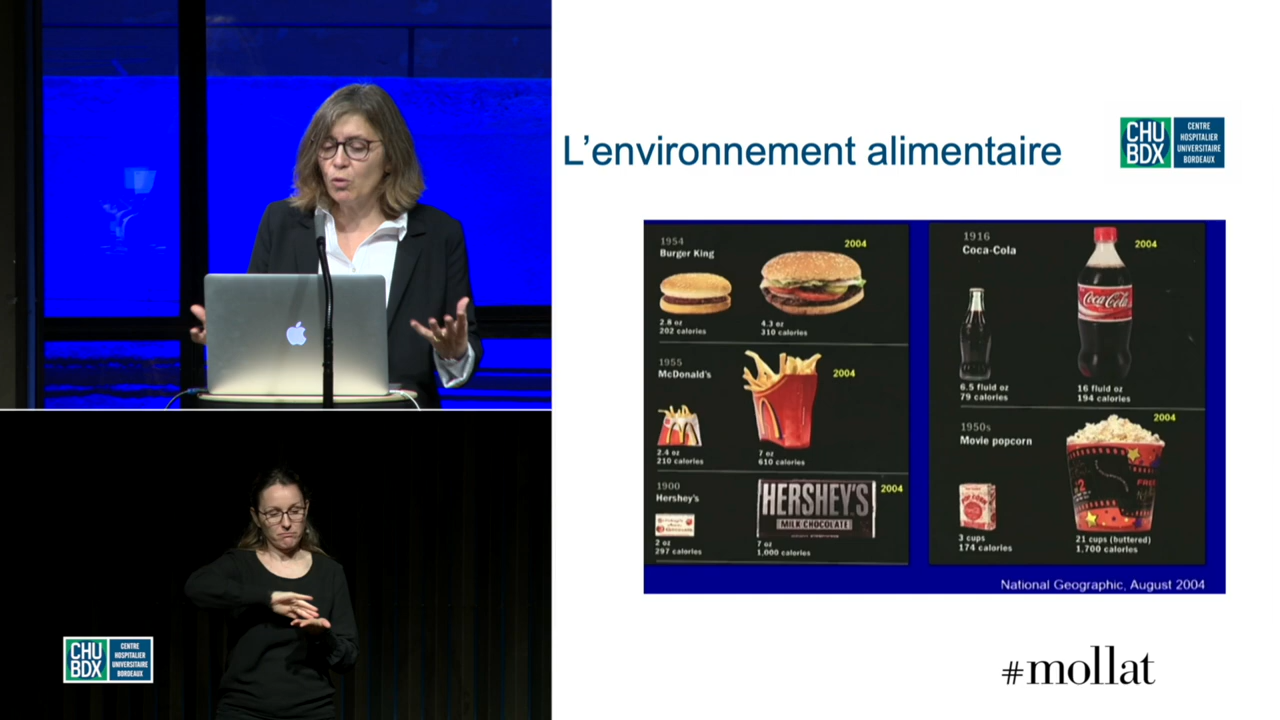 L'environnement alimentaire
CHU
BDX
CENTRE
HOSPITALIER
UNIVERSITAIRE
BORDEAUX
1954
Burger King
2004
2.8 oz
202 calories
4.3 oz
310 calories
1955
McDonald's
2004
2.4 oz
210 calories
7 oz
610 calories
1900
Hershey's
2004
HERSHEY'S
MILK CHOCOLATE
2 oz
297 calories
7 oz
1,000 calories
1916
Coca-Cola
2004
Coca-Cola
6.5 fluid oz
79 calories
16 fluid oz
194 calories
1950s
Movie popcorn
2004
3 cups
174 calories
21 cups (buttered)
1,700 calories
National Geographic, August 2004
CHU
BDX
CENTRE
HOSPITALIER
UNIVERSITAIRE
BORDEAUX
#mollat